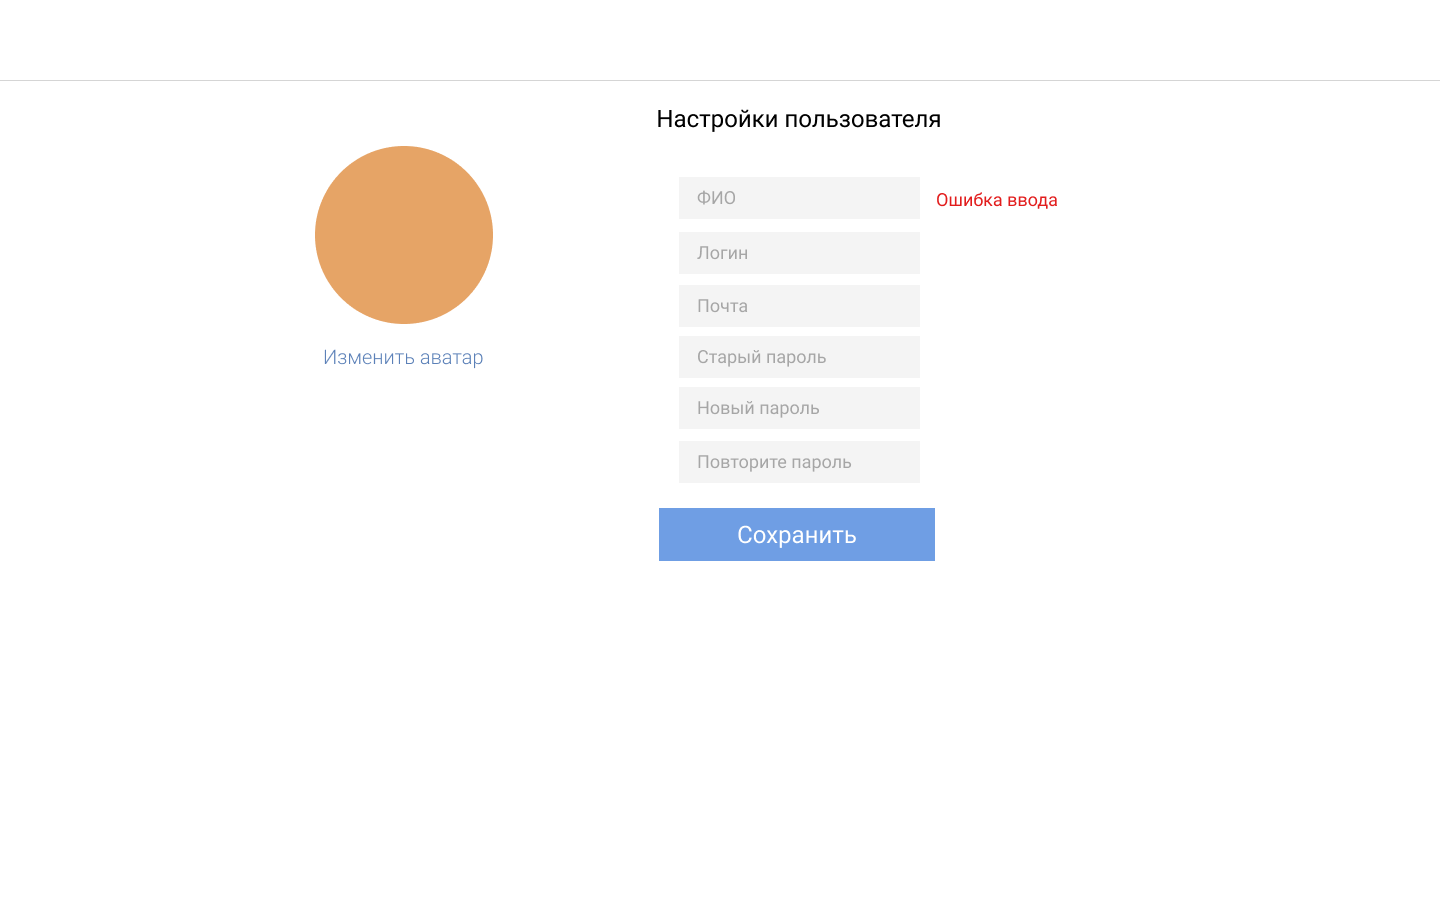 Настройки пользователя
ФИО
Ошибка ввода
Логин
Почта
Изменить аватар
Старый пароль
Новый пароль
Повторите пароль
Сохранить